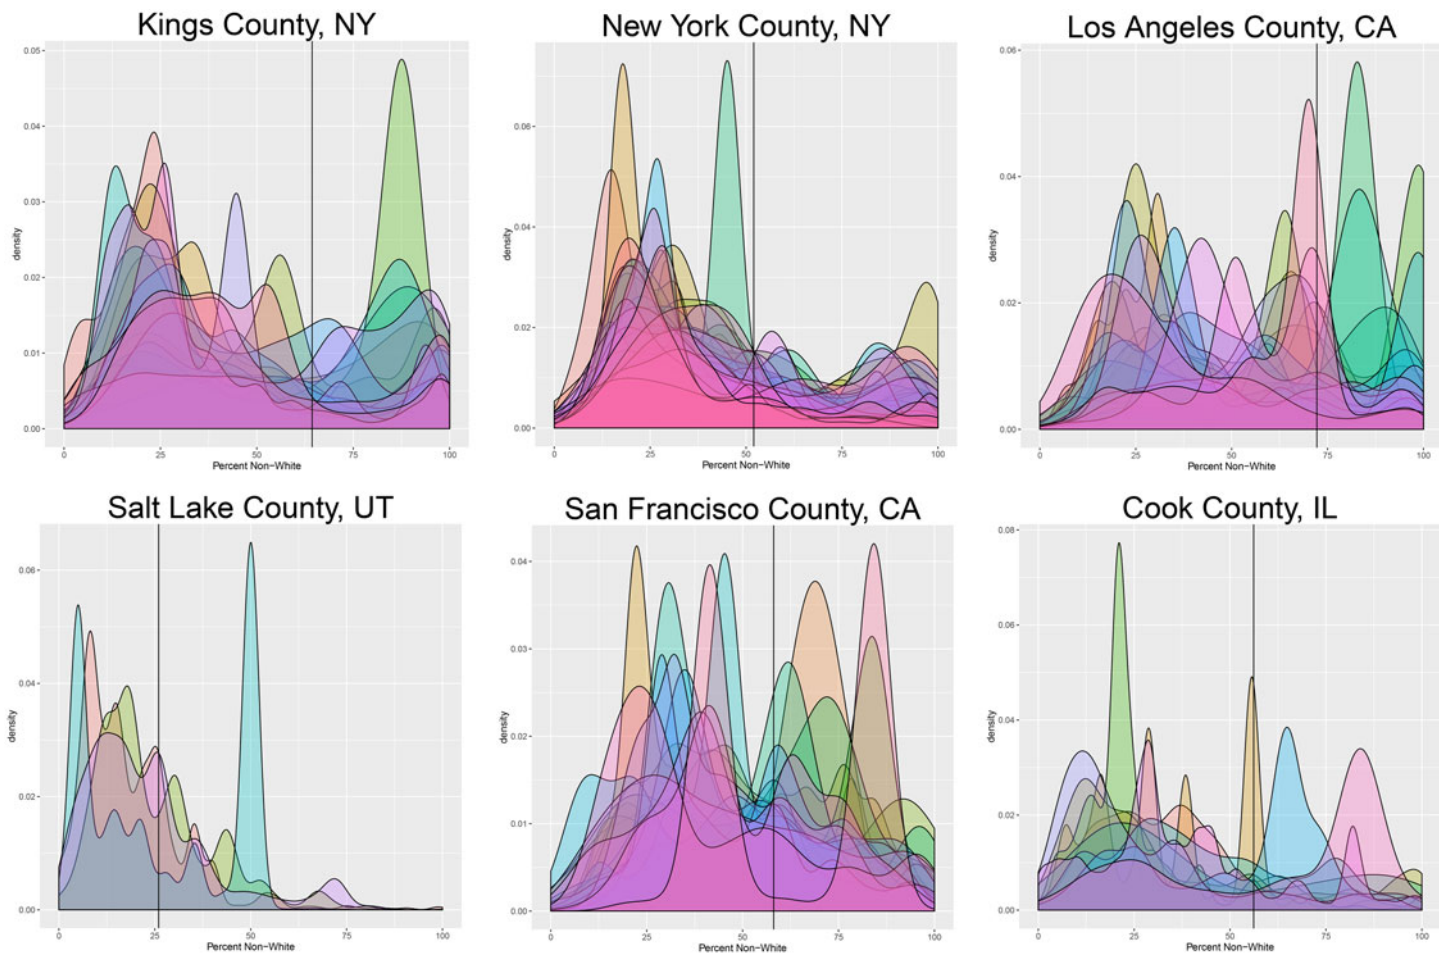 Kings County, NY
New York County, NY
Los Angeles County, CA
0.05
0.04
0.03
0.02
0.01
0.00
density
0 25 50 75 100
Percent Non-White
0.06
0.04
0.02
0.00
density
0 25 50 75 100
Percent Non-White
0.06
0.04
0.02
0.00
density
0 25 50 75 100
Percent Non-White
Salt Lake County, UT
San Francisco County, CA
Cook County, IL
0.06
0.04
0.02
0.00
density
0 25 50 75 100
Percent Non-White
0.04
0.03
0.02
0.01
0.00
density
0 25 50 75 100
Percent Non-White
0.08
0.06
0.04
0.02
0.00
density
0 25 50 75 100
Percent Non-White